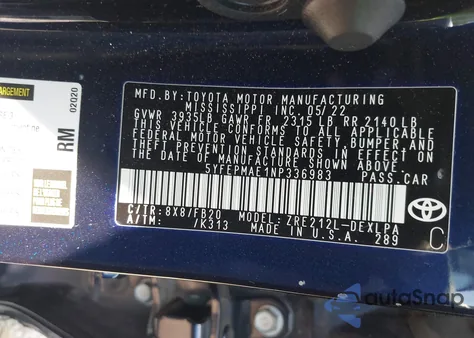 ARGEMENT
RM
02020
MFD.BY: TOYOTA MOTOR MANUFACTURING
MISSISSIPPI INC. 05/22
GVWR 3935LB GAWR FR 2315 LB RR 2140 LB
THIS VEHICLE CONFORMS TO ALL APPLICABLE
FEDERAL MOTOR VEHICLE SAFETY, BUMPER, AND
THEFT PREVENTION STANDARDS IN EFFECT ON
THE DATE OF MANUFACTURE SHOWN ABOVE.
5YFEPMAE1NP336983 PASS.CAR
C/TR: 8X8/FB20 MODEL: ZRE212L-DEXLPA
A/TM: /K313 MADE IN U.S.A. 289
TOYOTA
C
autoSnap